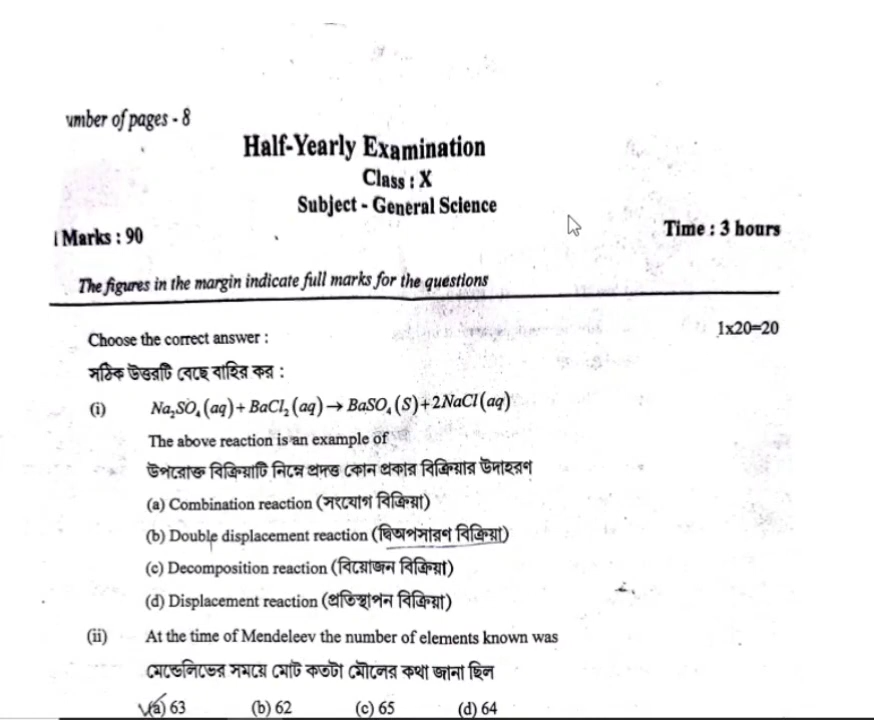 umber of pages - 8
Half-Yearly Examination
Class : X
Subject - General Science
Marks : 90
Time : 3 hours
The figures in the margin indicate full marks for the questions
Choose the correct answer :
1x20=20
সঠিক উত্তৰটি বেছে বাহির কর :
(i) Na₂SO₄(aq)+BaCl₂(aq)→BaSO₄(S)+2NaCl(aq)
The above reaction is an example of
উপরোক্ত বিক্রিয়াটি নিম্নে প্রদত্ত কোন প্রকার বিক্রিয়ার উদাহরণ
(a) Combination reaction (সংযোগ বিক্রিয়া)
(b) Double displacement reaction (দ্বিঅপসারণ বিক্রিয়া)
(c) Decomposition reaction (বিয়োজন বিক্রিয়া)
(d) Displacement reaction (প্রতিস্থাপন বিক্রিয়া)
(ii) At the time of Mendeleev the number of elements known was
মেন্ডেলিভের সময়ে মোট কতটা মৌলের কথা জানা ছিল
(a) 63 (b) 62 (c) 65 (d) 64